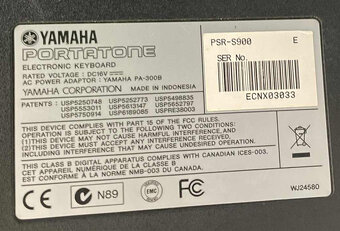 YAMAHA
PORTATONE
ELECTRONIC KEYBOARD
RATED VOLTAGE : DC16V
AC POWER ADAPTOR : YAMAHA PA-300B
YAMAHA CORPORATION MADE IN INDONESIA
PATENTS : USP5250748 USP5252773 USP5498835
USP5553011 USP5613147 USP5652797
USP5750914 USP6189085 USPRE38003
THIS DEVICE COMPLIES WITH PART 15 OF THE FCC RULES.
OPERATION IS SUBJECT TO THE FOLLOWING TWO CONDITIONS:
(1) THIS DEVICE MAY NOT CAUSE HARMFUL INTERFERENCE, AND
(2) THIS DEVICE MUST ACCEPT ANY INTERFERENCE RECEIVED,
INCLUDING INTERFERENCE THAT MAY CAUSE UNDESIRED OPERATION.
THIS CLASS B DIGITAL APPARATUS COMPLIES WITH CANADIAN ICES-003.
CET APPAREIL NUMERIQUE DE LA CLASSE B
EST CONFORME A LA NORME NMB-003 DU CANADA.
CE N89 FC WJ24580
PSR-S900 E
SER No.
ECNX03033